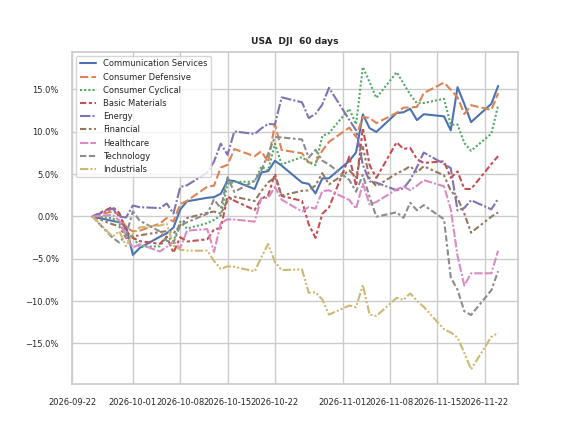 USA DJI 60 days
Communication Services
Consumer Defensive
Consumer Cyclical
Basic Materials
Energy
Financial
Healthcare
Technology
Industrials
15.0%
10.0%
5.0%
0.0%
−5.0%
−10.0%
−15.0%
2026-09-22
2026-10-01
2026-10-08
2026-10-15
2026-10-22
2026-11-01
2026-11-08
2026-11-15
2026-11-22